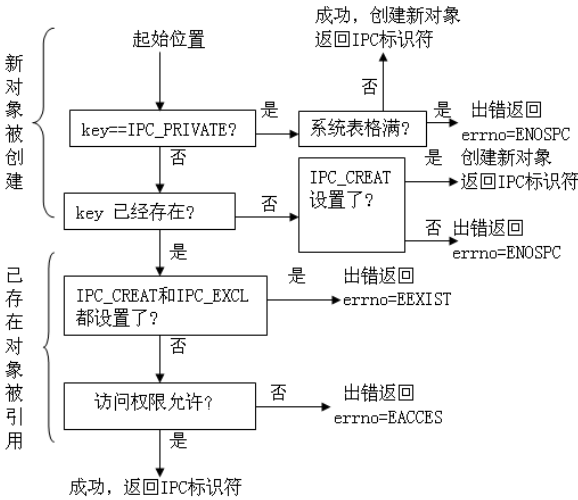 成功，创建新对象
返回IPC标识符
起始位置
否
新对象被创建
key==IPC_PRIVATE?
是
系统表格满?
是
出错返回
errno=ENOSPC
否
key 已经存在?
否
IPC_CREAT
设置了?
是
创建新对象
返回IPC标识符
否
出错返回
errno=ENOSPC
是
已存在对象被引用
IPC_CREAT和IPC_EXCL
都设置了?
是
出错返回
errno=EEXIST
否
访问权限允许?
否
出错返回
errno=EACCES
是
成功，返回IPC标识符